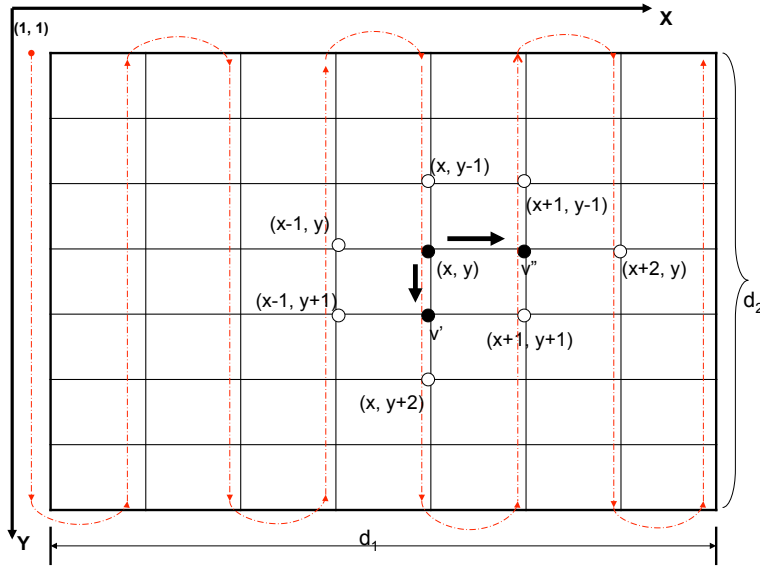 X
(1, 1)
(x, y-1)
(x+1, y-1)
(x-1, y)
(x, y)
v"
(x+2, y)
(x-1, y+1)
v'
(x+1, y+1)
d2
(x, y+2)
Y
d1